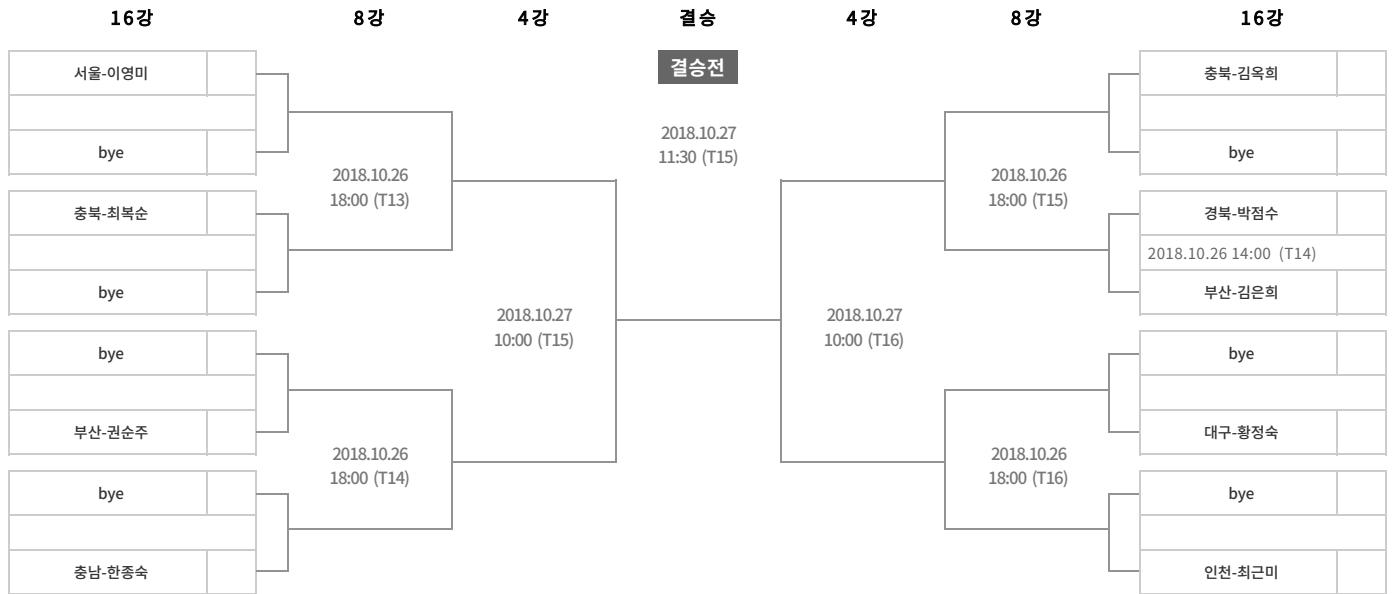 16강 8강 4강 결승 4강 8강 16강
결승전
서울-이영미
bye
충북-최복순
bye
bye
부산-권순주
bye
충남-한종숙
2018.10.26
18:00 (T13)
2018.10.26
18:00 (T14)
2018.10.27
10:00 (T15)
2018.10.27
11:30 (T15)
2018.10.27
10:00 (T16)
2018.10.26
18:00 (T15)
2018.10.26
18:00 (T16)
충북-김옥희
bye
경북-박점수
2018.10.26 14:00 (T14)
부산-김은희
bye
대구-황정숙
bye
인천-최근미